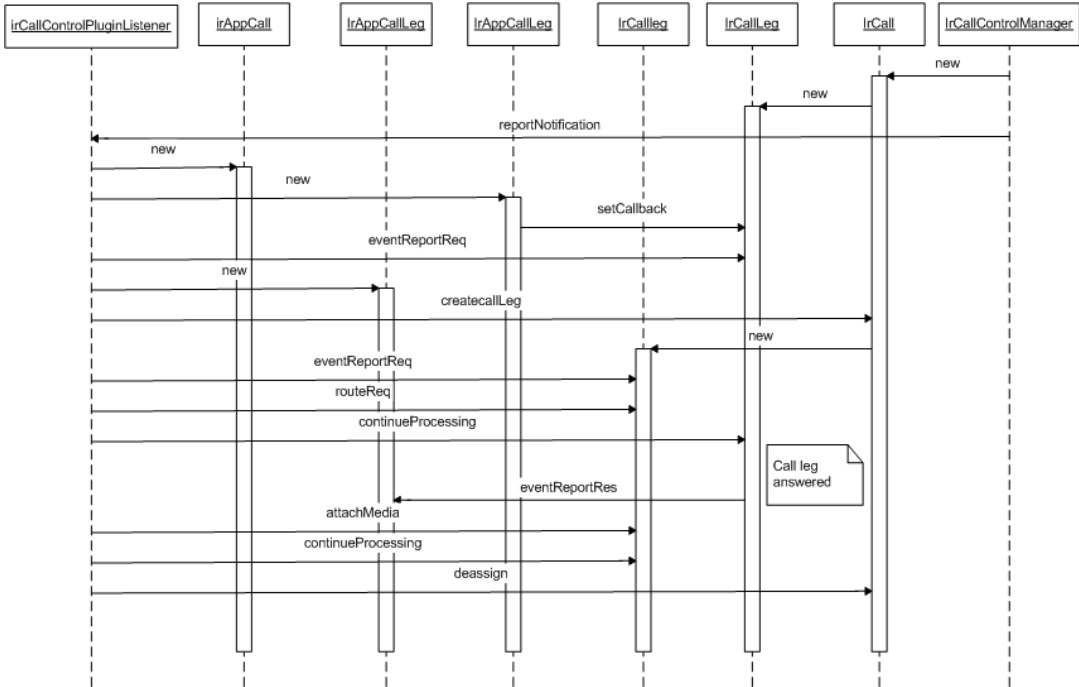 irCallControlPluginListener
irAppCall
IrAppCallLeg
IrAppCallLeg
IrCallleg
IrCallLeg
IrCall
IrCallControlManager
new
new
reportNotification
new
new
setCallback
eventReportReq
new
createcallLeg
new
eventReportReq
routeReq
continueProcessing
Call leg
answered
eventReportRes
attachMedia
continueProcessing
deassign